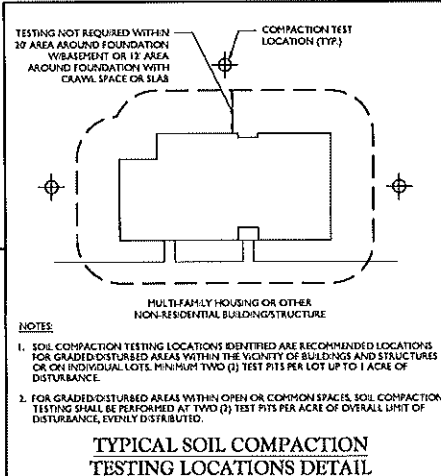 TESTING NOT REQUIRED WITHIN
20' AREA AROUND FOUNDATION
W/BASEMENT OR 12' AREA
AROUND FOUNDATION WITH
CRAWL SPACE OR SLAB
COMPACTION TEST
LOCATION (TYP.)
MULTI-FAMILY HOUSING OR OTHER
NON-RESIDENTIAL BUILDING/STRUCTURE
NOTES:
1. SOIL COMPACTION TESTING LOCATIONS IDENTIFIED ARE RECOMMENDED LOCATIONS
FOR GRADED/DISTURBED AREAS WITHIN THE VICINITY OF BUILDINGS AND STRUCTURES
OR ON INDIVIDUAL LOTS. MINIMUM TWO (2) TEST PITS PER LOT UP TO 1 ACRE OF
DISTURBANCE.
2. FOR GRADED/DISTURBED AREAS WITHIN OPEN OR COMMON SPACES, SOIL COMPACTION
TESTING SHALL BE PERFORMED AT TWO (2) TEST PITS PER ACRE OF OVERALL LIMIT OF
DISTURBANCE, EVENLY DISTRIBUTED.
TYPICAL SOIL COMPACTION
TESTING LOCATIONS DETAIL